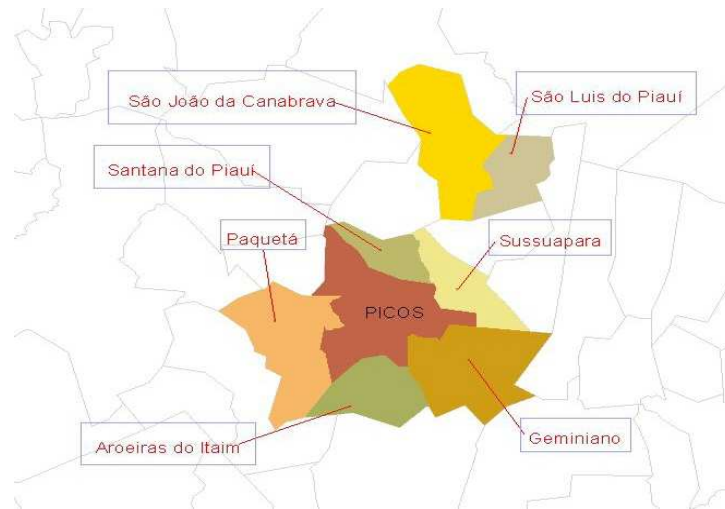 São João da Canabrava
São Luis do Piauí
Santana do Piauí
Paquetá
Sussuapara
PICOS
Aroeiras do Itaim
Geminiano